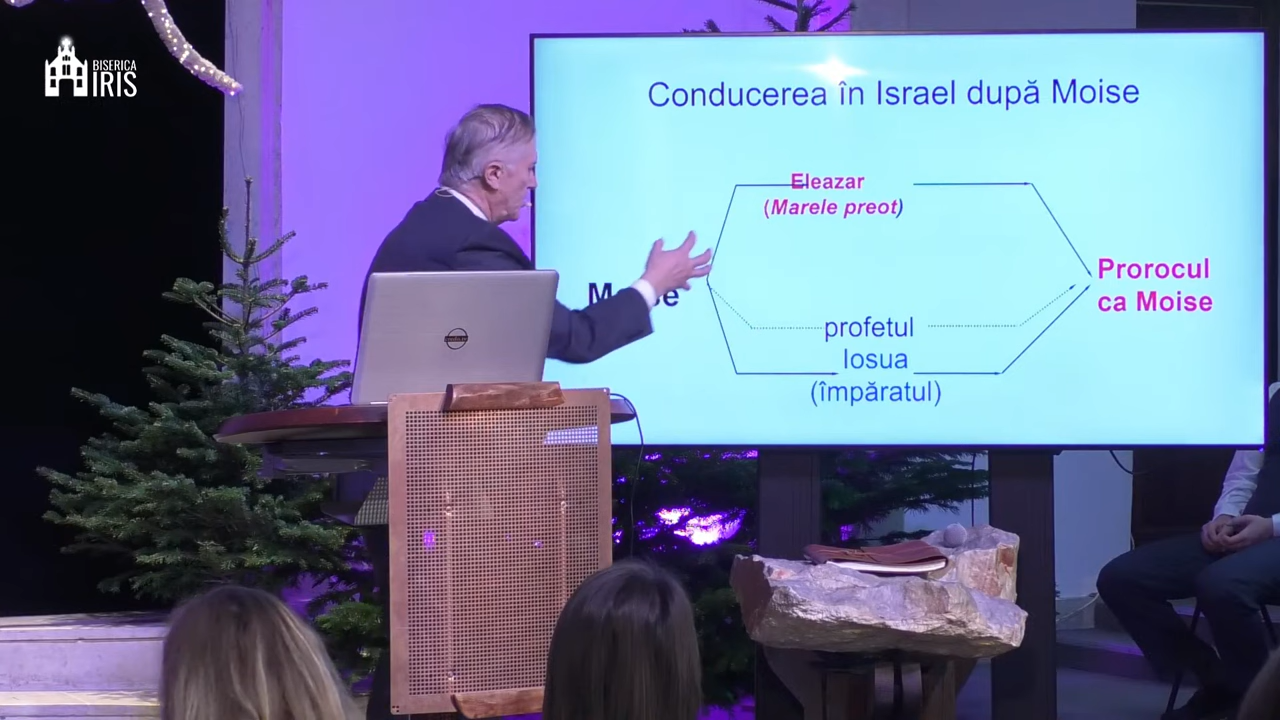 BISERICA
IRIS
Conducerea în Israel după Moise
Eleazar
(Marele preot)
Prorocul
ca Moise
profetul
Iosua
(împăratul)